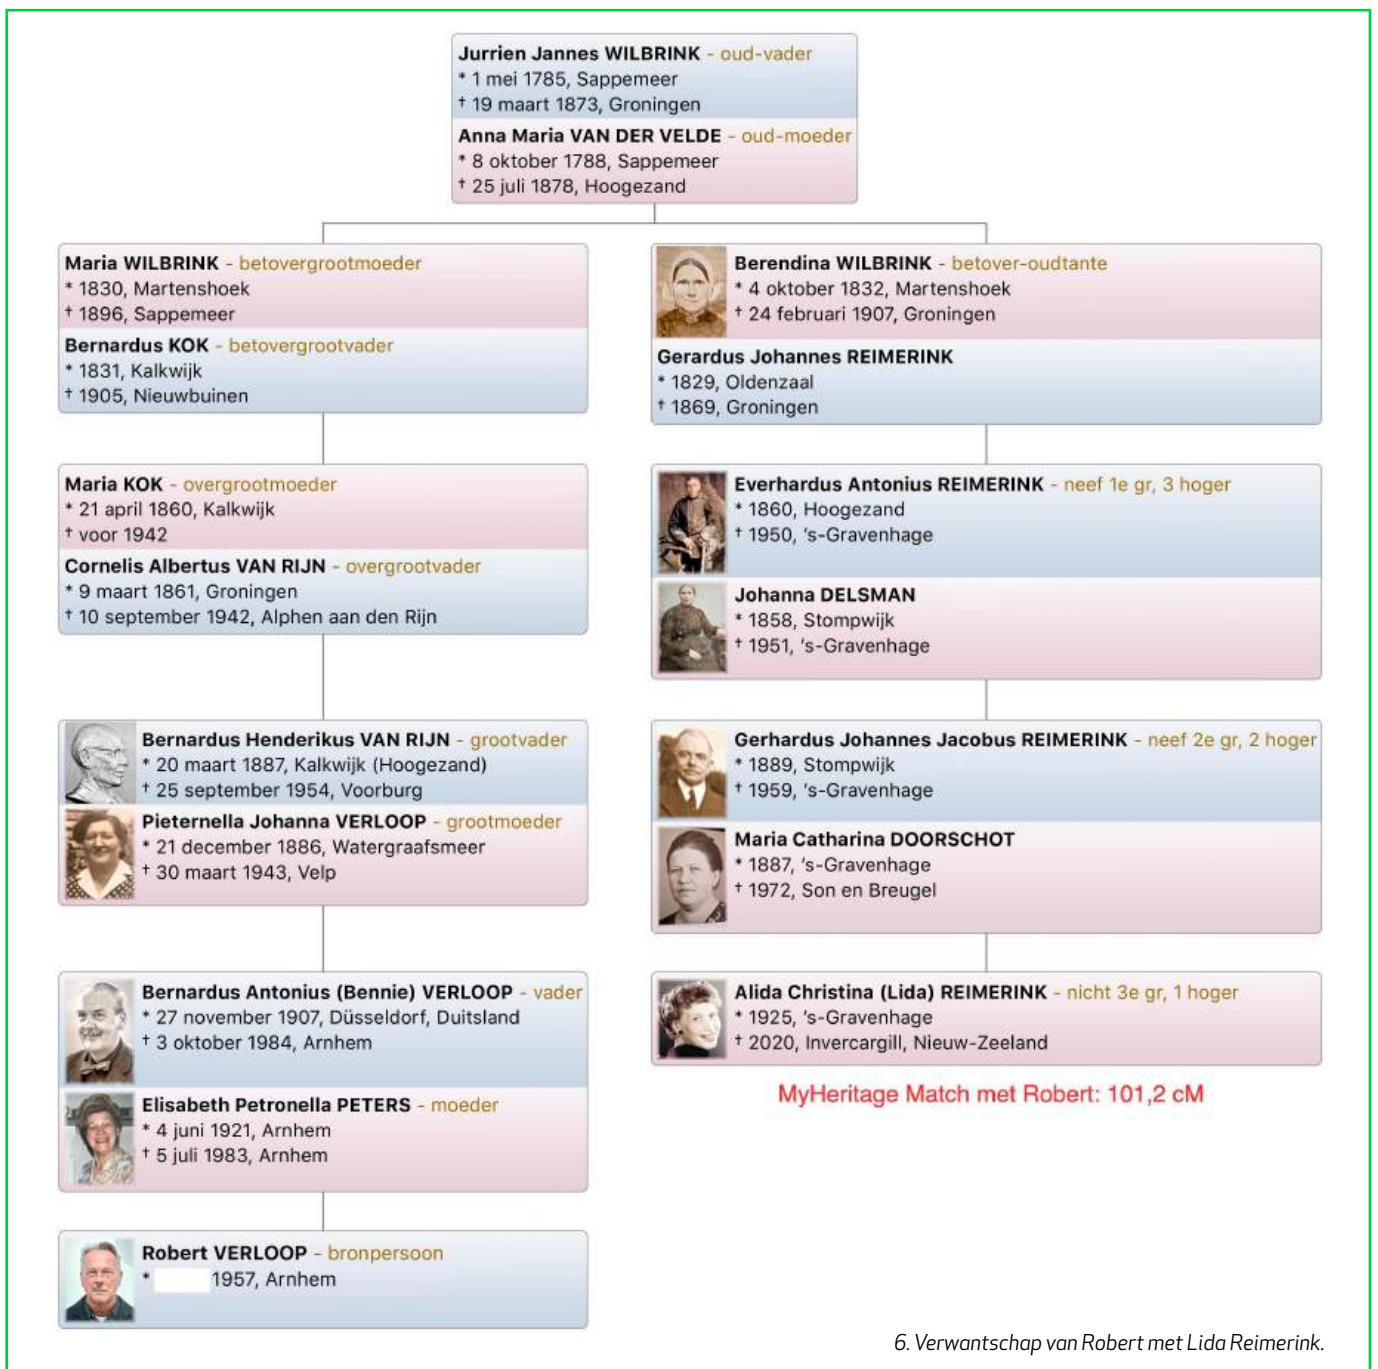 Jurrien Jannes WILBRINK - oud-vader
* 1 mei 1785, Sappemeer
† 19 maart 1873, Groningen
Anna Maria VAN DER VELDE - oud-moeder
* 8 oktober 1788, Sappemeer
† 25 juli 1878, Hoogezand
Maria WILBRINK - betovergrootmoeder
* 1830, Martenshoek
† 1896, Sappemeer
Bernardus KOK - betovergrootvader
* 1831, Kalkwijk
† 1905, Nieuwbuinen
Maria KOK - overgrootmoeder
* 21 april 1860, Kalkwijk
† voor 1942
Cornelis Albertus VAN RIJN - overgrootvader
* 9 maart 1861, Groningen
† 10 september 1942, Alphen aan den Rijn
Bernardus Henderikus VAN RIJN - grootvader
* 20 maart 1887, Kalkwijk (Hoogezand)
† 25 september 1954, Voorburg
Pieternella Johanna VERLOOP - grootmoeder
* 21 december 1886, Watergraafsmeer
† 30 maart 1943, Velp
Bernardus Antonius (Bennie) VERLOOP - vader
* 27 november 1907, Düsseldorf, Duitsland
† 3 oktober 1984, Arnhem
Elisabeth Petronella PETERS - moeder
* 4 juni 1921, Arnhem
† 5 juli 1983, Arnhem
Robert VERLOOP - bronpersoon
* 1957, Arnhem
Berendina WILBRINK - betover-oudtante
* 4 oktober 1832, Martenshoek
† 24 februari 1907, Groningen
Gerardus Johannes REIMERINK
* 1829, Oldenzaal
† 1869, Groningen
Everhardus Antonius REIMERINK - neef 1e gr, 3 hoger
* 1860, Hoogezand
† 1950, 's-Gravenhage
Johanna DELSMAN
* 1858, Stompwijk
† 1951, 's-Gravenhage
Gerhardus Johannes Jacobus REIMERINK - neef 2e gr, 2 hoger
* 1889, Stompwijk
† 1959, 's-Gravenhage
Maria Catharina DOORSCHOT
* 1887, 's-Gravenhage
† 1972, Son en Breugel
Alida Christina (Lida) REIMERINK - nicht 3e gr, 1 hoger
* 1925, 's-Gravenhage
† 2020, Invercargill, Nieuw-Zeeland
MyHeritage Match met Robert: 101,2 cM
6. Verwantschap van Robert met Lida Reimerink.